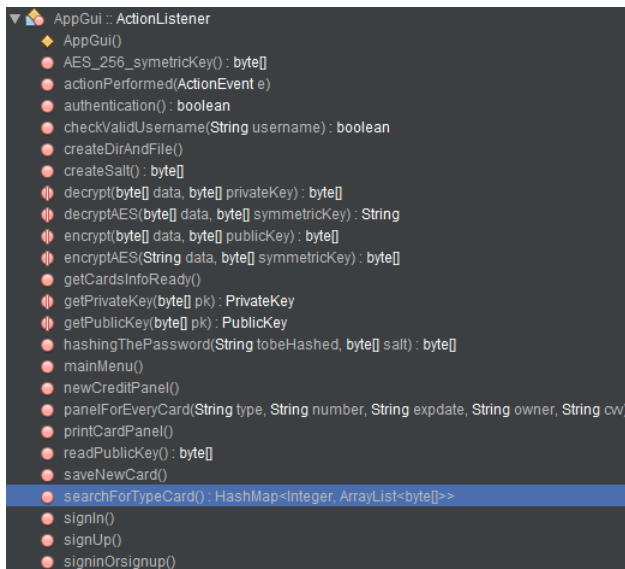 AppGui :: ActionListener
AppGui()
AES_256_symetricKey() : byte[]
actionPerformed(ActionEvent e)
authentication() : boolean
checkValidUsername(String username) : boolean
createDirAndFile()
createSalt() : byte[]
decrypt(byte[] data, byte[] privateKey) : byte[]
decryptAES(byte[] data, byte[] symmetricKey) : String
encrypt(byte[] data, byte[] publicKey) : byte[]
encryptAES(String data, byte[] symmetricKey) : byte[]
getCardsInfoReady()
getPrivateKey(byte[] pk) : PrivateKey
getPublicKey(byte[] pk) : PublicKey
hashingThePassword(String tobeHashed, byte[] salt) : byte[]
mainMenu()
newCreditPanel()
panelForEveryCard(String type, String number, String expdate, String owner, String cvv)
printCardPanel()
readPublicKey() : byte[]
saveNewCard()
searchForTypeCard() : HashMap<Integer, ArrayList<byte[]>>
signIn()
signUp()
signinOrsignup()